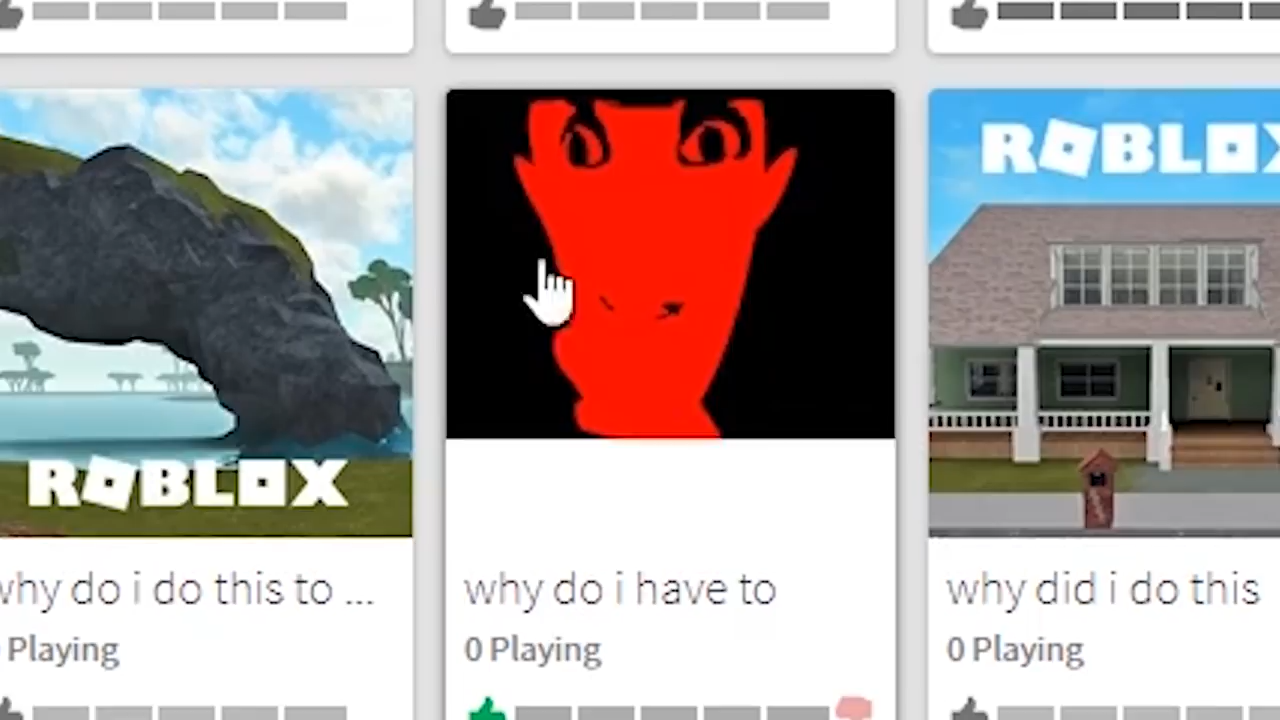 ROBLOX
ROBLOX
why do i do this to ...
why do i have to
why did i do this
Playing
0 Playing
0 Playing